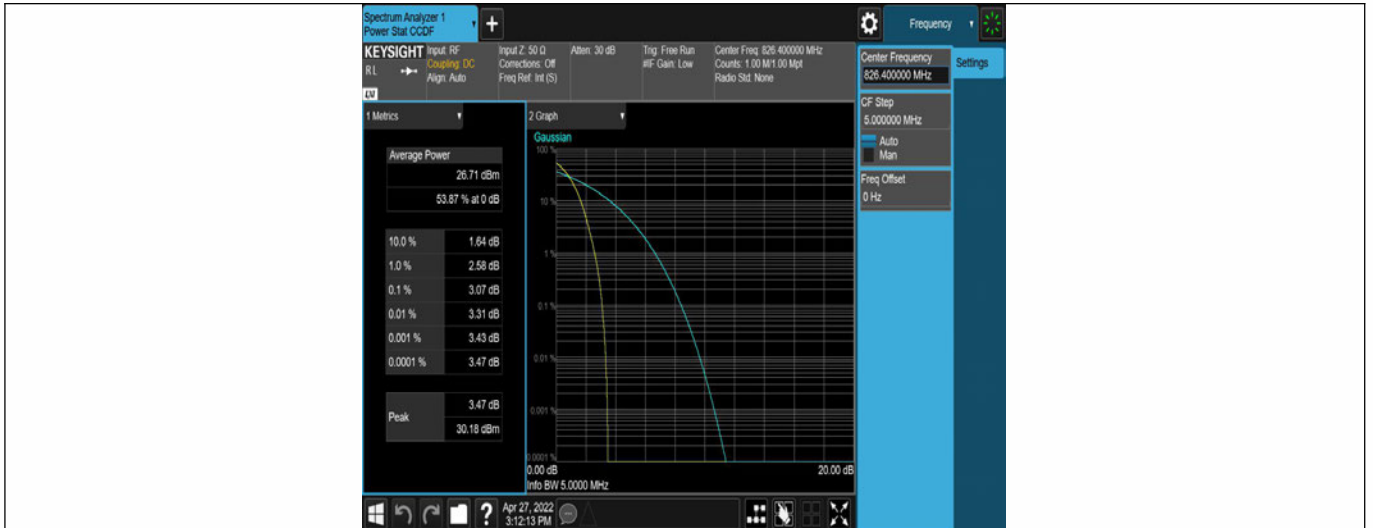 Spectrum Analyzer 1
Power Stat CCDF
+
Frequency
KEYSIGHT
RL
LXI
Input: RF
Coupling: DC
Align: Auto
Input Z: 50 Ω
Corrections: Off
Freq Ref: Int (S)
Atten: 30 dB
Trig: Free Run
#IF Gain: Low
Center Freq: 826.400000 MHz
Counts: 1.00 M/1.00 Mpt
Radio Std: None
Center Frequency
826.400000 MHz
Settings
CF Step
5.000000 MHz
Auto
Man
Freq Offset
0 Hz
1 Metrics
Average Power
26.71 dBm
53.87 % at 0 dB
10.0 % 1.64 dB
1.0 % 2.58 dB
0.1 % 3.07 dB
0.01 % 3.31 dB
0.001 % 3.43 dB
0.0001 % 3.47 dB
Peak
3.47 dB
30.18 dBm
2 Graph
Gaussian
100 %
10 %
1 %
0.1 %
0.01 %
0.001 %
0.0001 %
0.00 dB 20.00 dB
Info BW 5.0000 MHz
?
Apr 27, 2022
3:12:13 PM